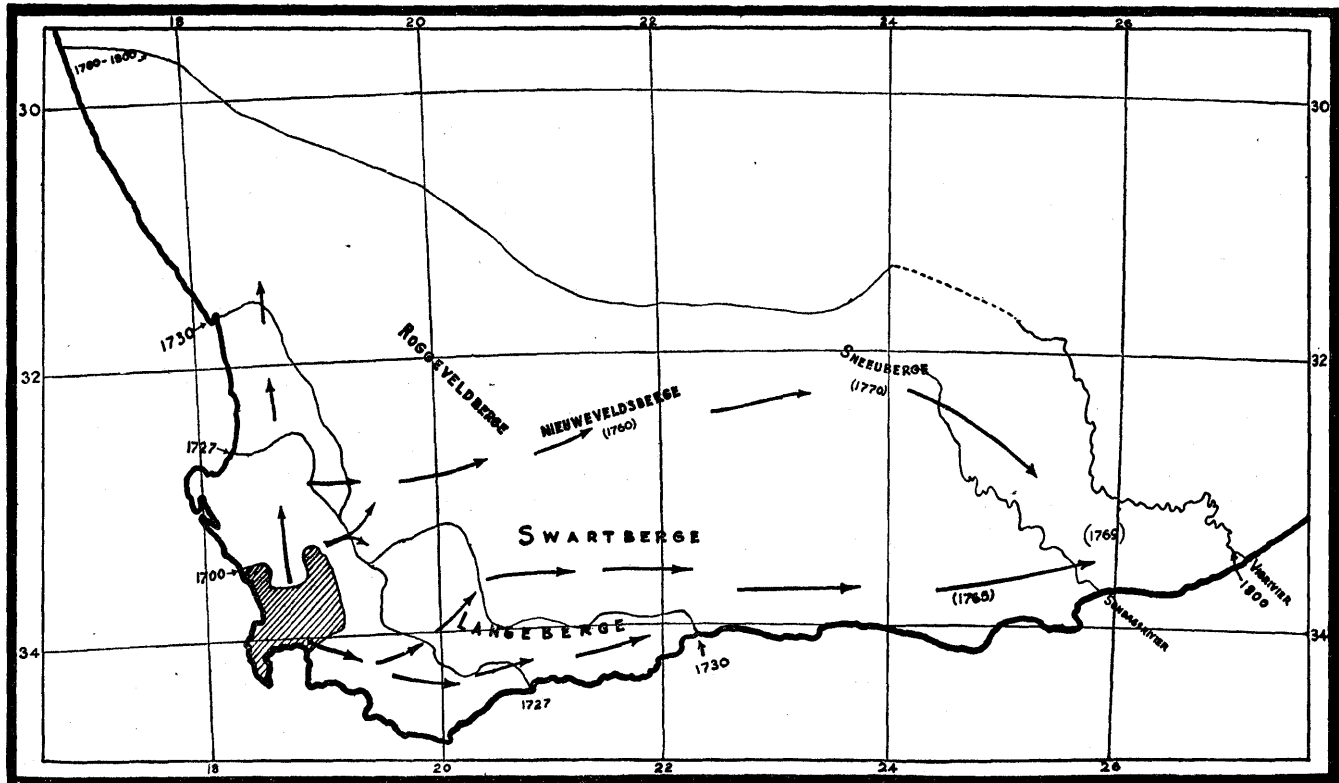 18 20 22 24 26
1780-1800
30 30
1730
ROGGEVELDBERGE
32 32
SNEEUBERGE
(1770)
NIEUWEVELDSBERGE
(1760)
1727
SWARTBERGE
(1769)
1700
(1765)
VISRIVIER
1800
SONDAGSRIVIER
LANGEBERGE
34 34
1730
1727
18 20 22 24 26